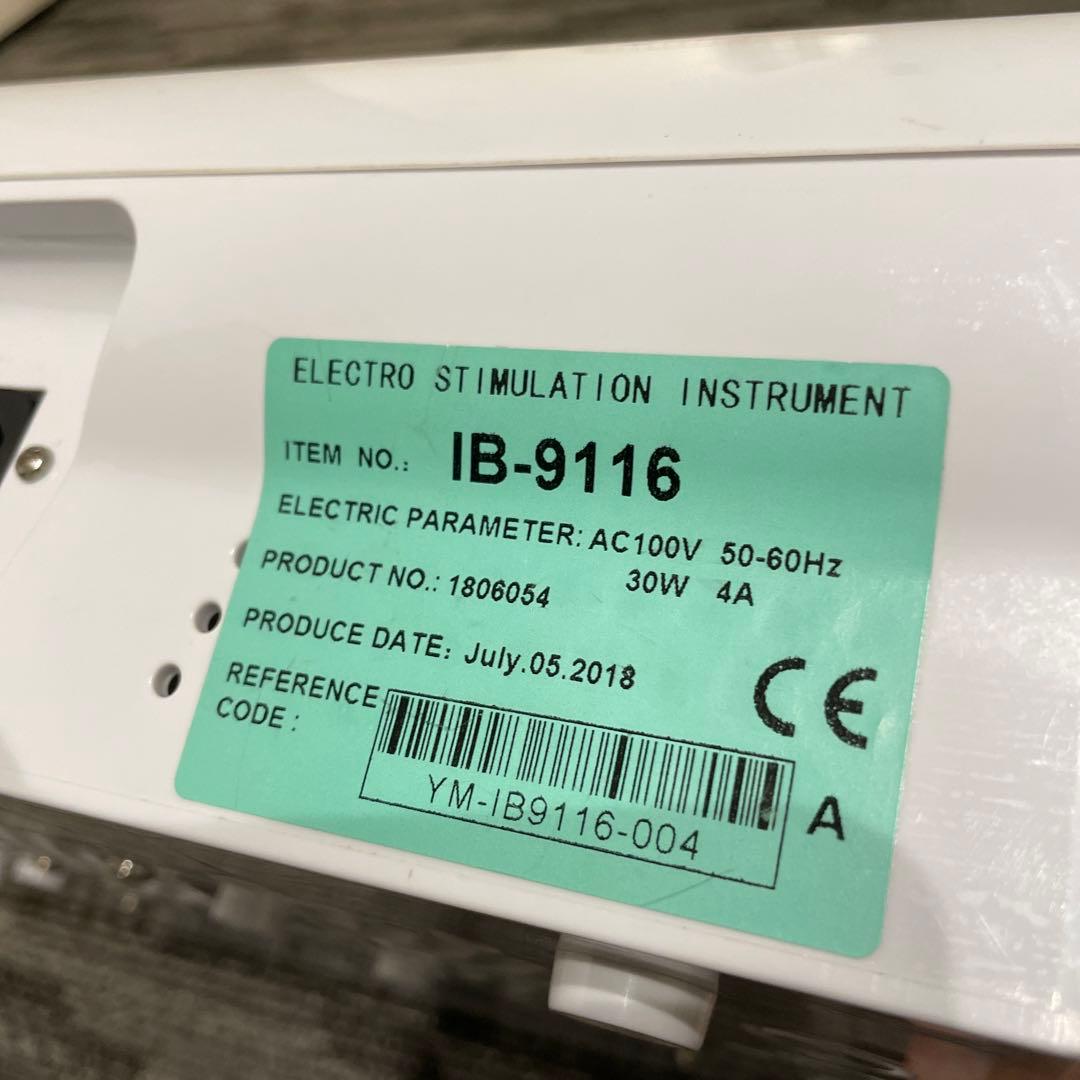 ELECTRO STIMULATION INSTRUMENT
ITEM NO.: IB-9116
ELECTRIC PARAMETER: AC100V 50-60Hz
30W 4A
PRODUCT NO.: 1806054
PRODUCE DATE: July.05.2018
REFERENCE
CODE :
YM-IB9116-004
CE
A